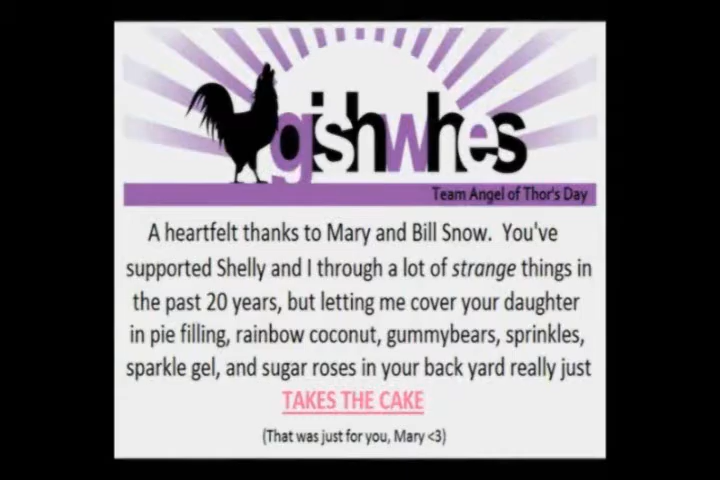 gishwhes
Team Angel of Thor's Day
A heartfelt thanks to Mary and Bill Snow. You've
supported Shelly and I through a lot of strange things in
the past 20 years, but letting me cover your daughter
in pie filling, rainbow coconut, gummybears, sprinkles,
sparkle gel, and sugar roses in your back yard really just
TAKES THE CAKE
(That was just for you, Mary <3)